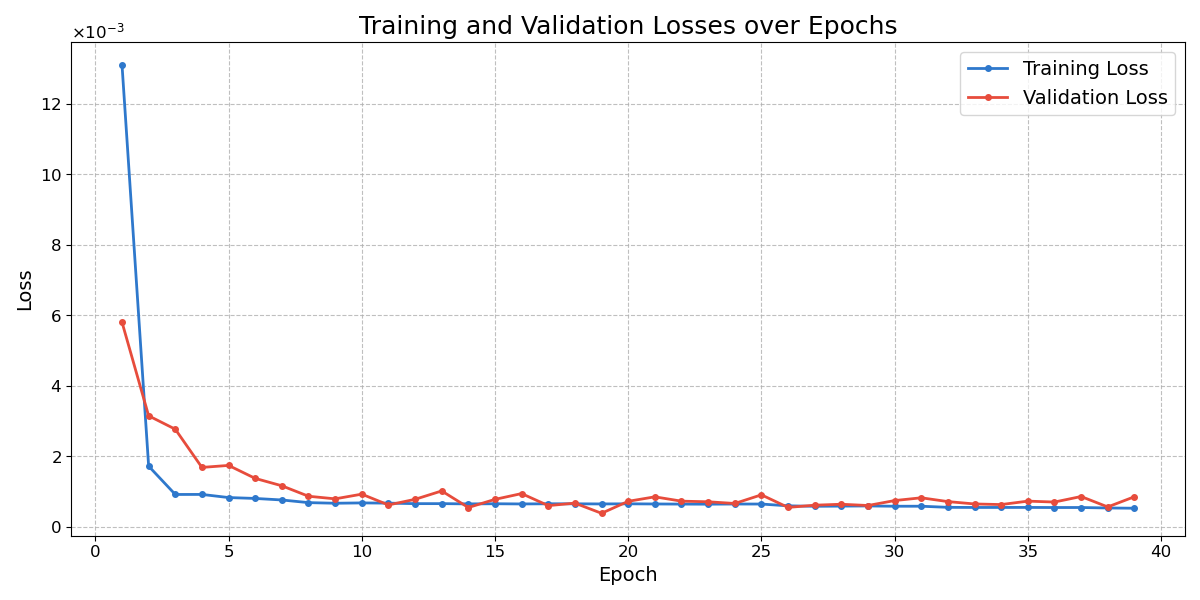 Training and Validation Losses over Epochs
×10⁻³
Training Loss
Validation Loss
12
10
8
6
4
2
0
Loss
0 5 10 15 20 25 30 35 40
Epoch